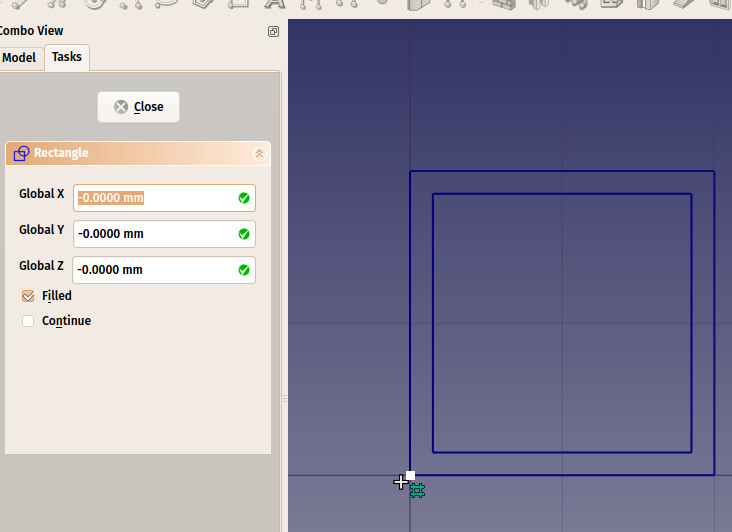 Combo View
Model
Tasks
Close
Rectangle
Global X
-0.0000 mm
Global Y
-0.0000 mm
Global Z
-0.0000 mm
Filled
Continue